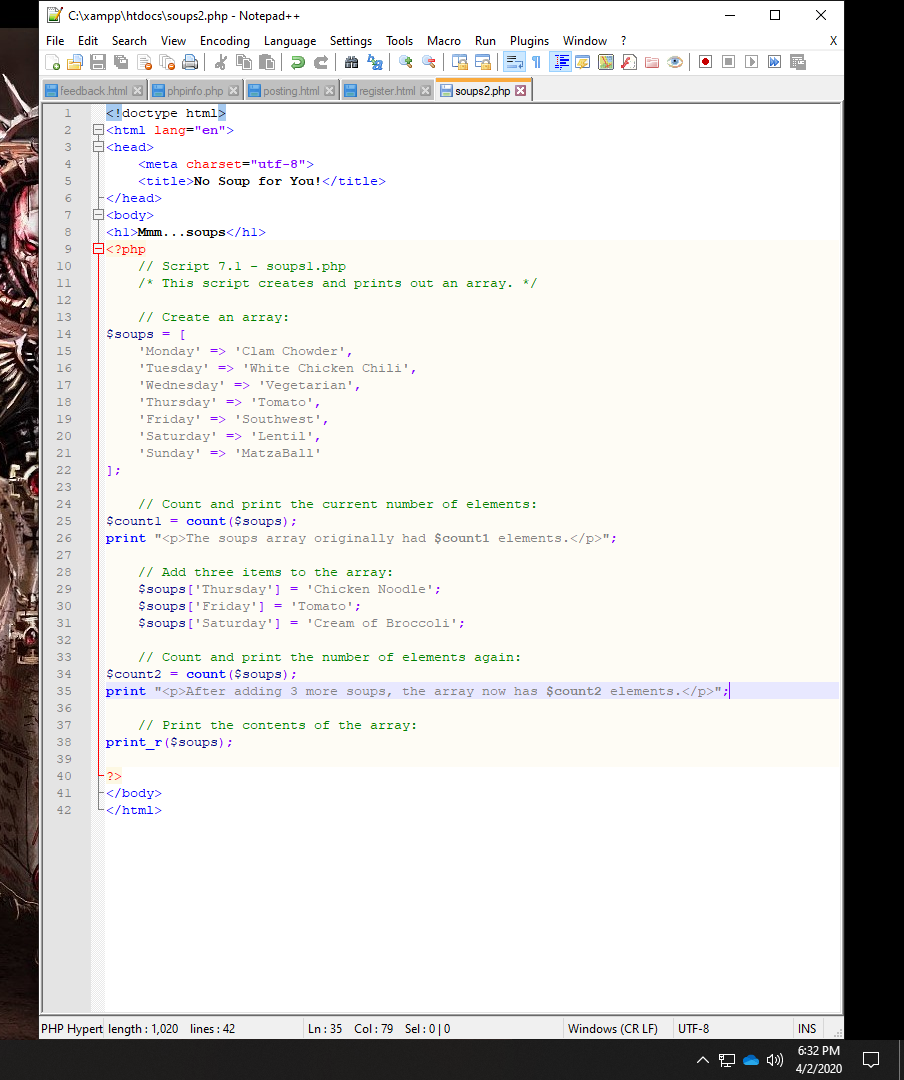 C:\xampp\htdocs\soups2.php - Notepad++
File Edit Search View Encoding Language Settings Tools Macro Run Plugins Window ? X
feedback.html phpinfo.php posting.html register.html soups2.php
1 <!doctype html>
2 <html lang="en">
3 <head>
4 <meta charset="utf-8">
5 <title>No Soup for You!</title>
6 </head>
7 <body>
8 <h1>Mmm...soups</h1>
9 <?php
10 // Script 7.1 - soups1.php
11 /* This script creates and prints out an array. */
12
13 // Create an array:
14 $soups = [
15 'Monday' => 'Clam Chowder',
16 'Tuesday' => 'White Chicken Chili',
17 'Wednesday' => 'Vegetarian',
18 'Thursday' => 'Tomato',
19 'Friday' => 'Southwest',
20 'Saturday' => 'Lentil',
21 'Sunday' => 'MatzaBall'
22 ];
23
24 // Count and print the current number of elements:
25 $count1 = count($soups);
26 print "<p>The soups array originally had $count1 elements.</p>";
27
28 // Add three items to the array:
29 $soups['Thursday'] = 'Chicken Noodle';
30 $soups['Friday'] = 'Tomato';
31 $soups['Saturday'] = 'Cream of Broccoli';
32
33 // Count and print the number of elements again:
34 $count2 = count($soups);
35 print "<p>After adding 3 more soups, the array now has $count2 elements.</p>";
36
37 // Print the contents of the array:
38 print_r($soups);
39
40 ?>
41 </body>
42 </html>
PHP Hypert length : 1,020 lines : 42 Ln : 35 Col : 79 Sel : 0 | 0 Windows (CR LF) UTF-8 INS
6:32 PM
4/2/2020